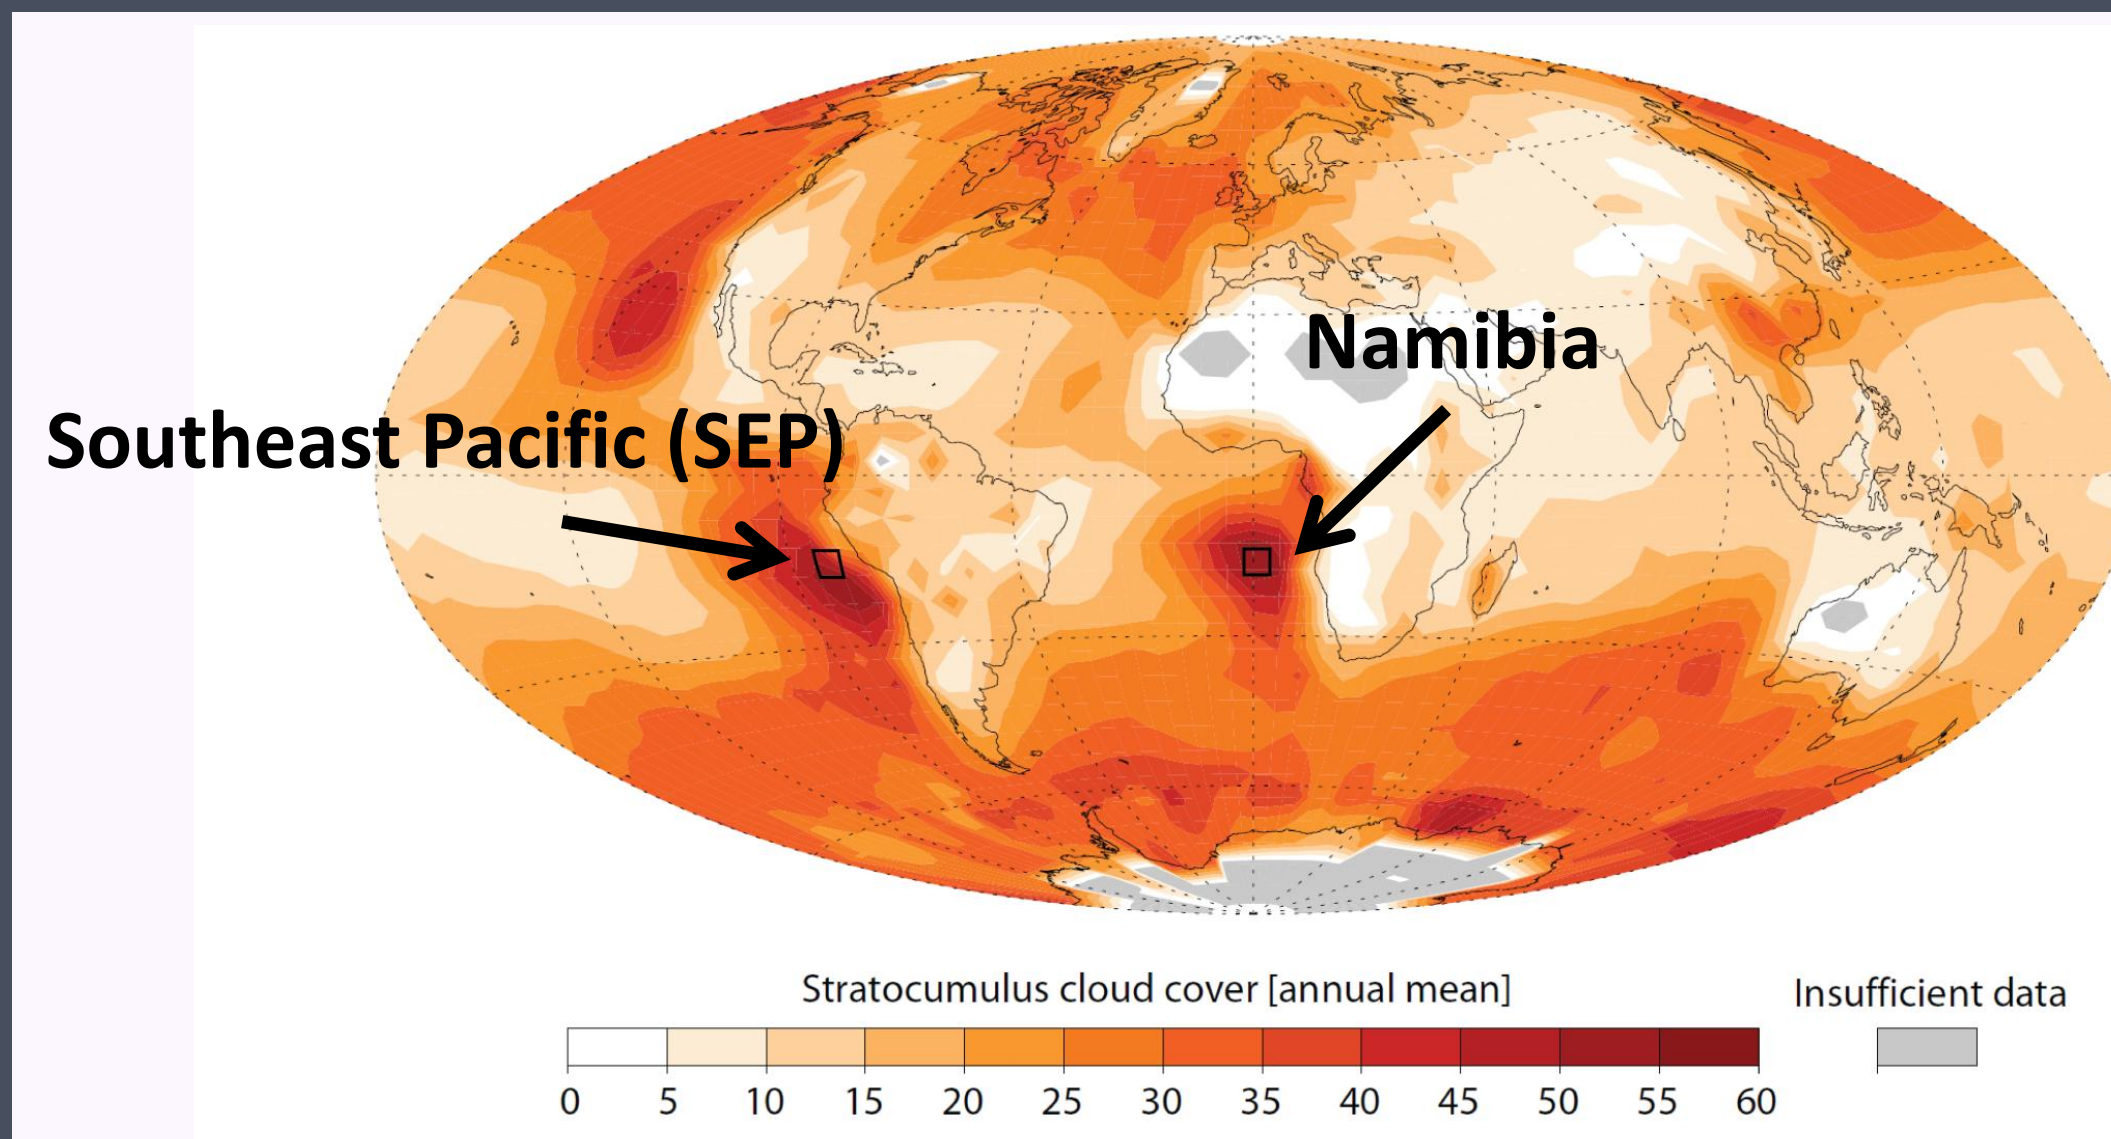 Namibia
Southeast Pacific (SEP)
Stratocumulus cloud cover [annual mean]
Insufficient data
0 5 10 15 20 25 30 35 40 45 50 55 60